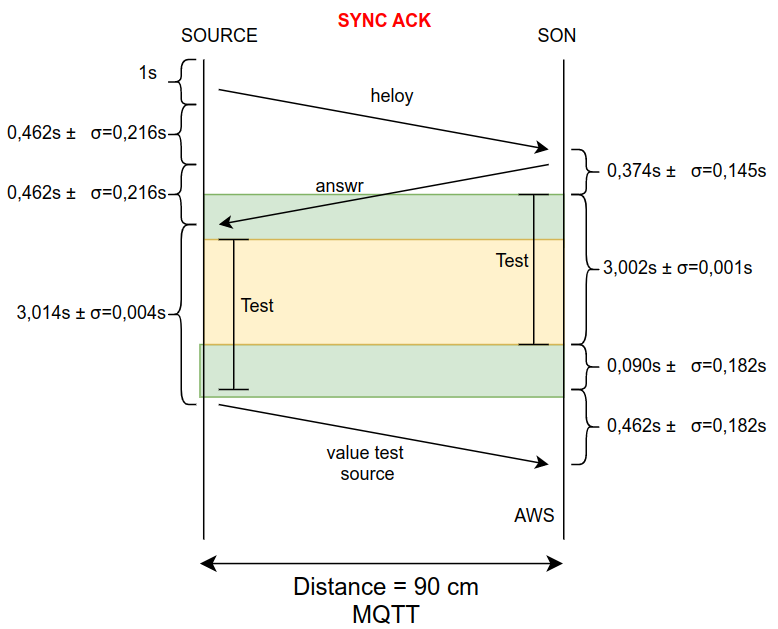 SYNC ACK
SOURCE
SON
1s
heloy
0,462s ± σ=0,216s
0,374s ± σ=0,145s
answr
0,462s ± σ=0,216s
Test
3,002s ± σ=0,001s
Test
3,014s ± σ=0,004s
0,090s ± σ=0,182s
0,462s ± σ=0,182s
value test
source
AWS
Distance = 90 cm
MQTT